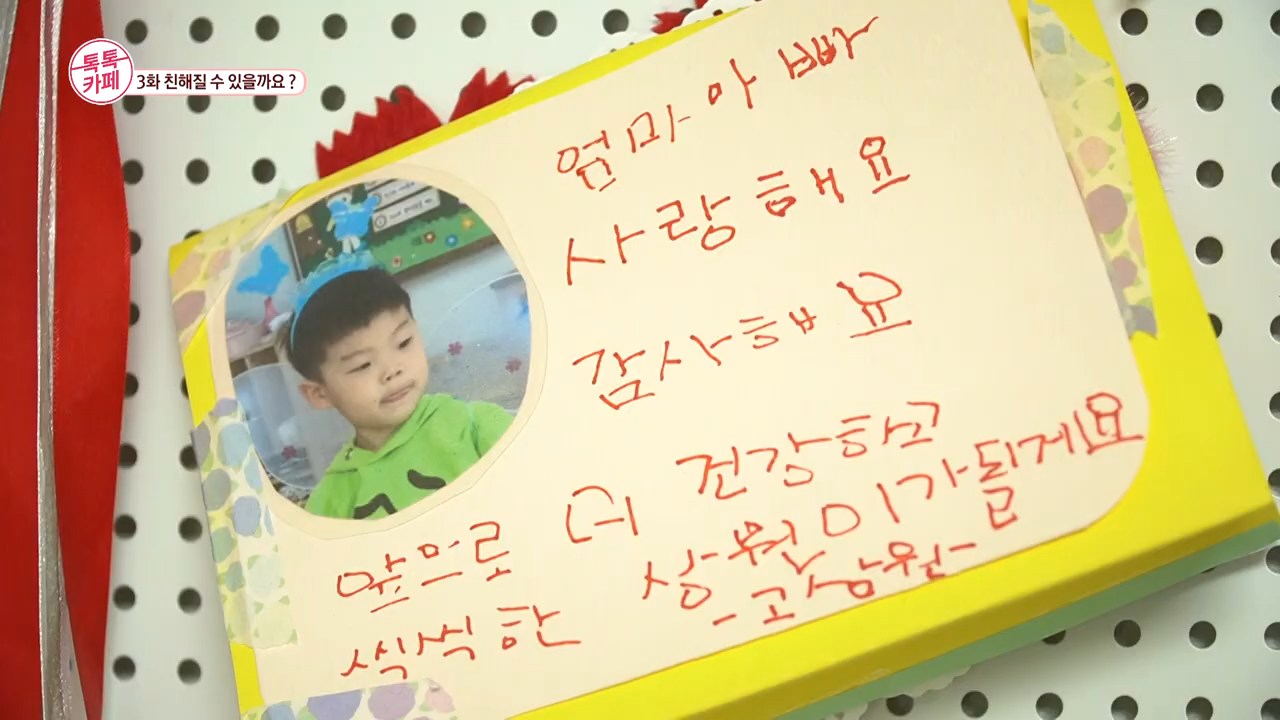 톡톡
카페
3화 친해질 수 있을까요?
엄마 아빠
사랑해요
감사해요
앞으로 더 건강하고
씩씩한 상원이가 될게요
-고상원-